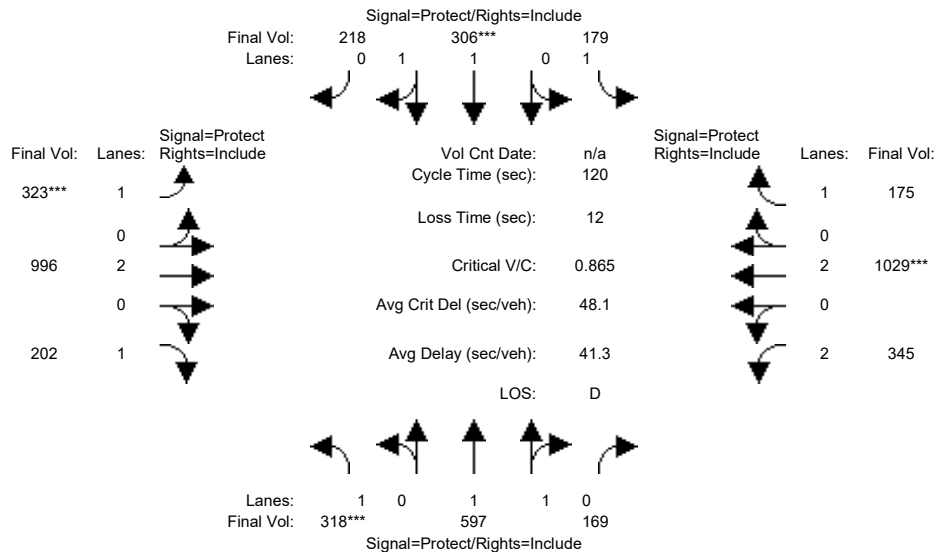 Signal=Protect/Rights=Include
Final Vol: 218 306*** 179
Lanes: 0 1 1 0 1
Signal=Protect
Final Vol: Lanes: Rights=Include
Vol Cnt Date: n/a
Signal=Protect
Rights=Include Lanes: Final Vol:
Cycle Time (sec): 120
323*** 1
1 175
Loss Time (sec): 12
0
0
996 2
Critical V/C: 0.865
2 1029***
0
Avg Crit Del (sec/veh): 48.1
0
202 1
Avg Delay (sec/veh): 41.3
2 345
LOS: D
Lanes: 1 0 1 1 0
Final Vol: 318*** 597 169
Signal=Protect/Rights=Include